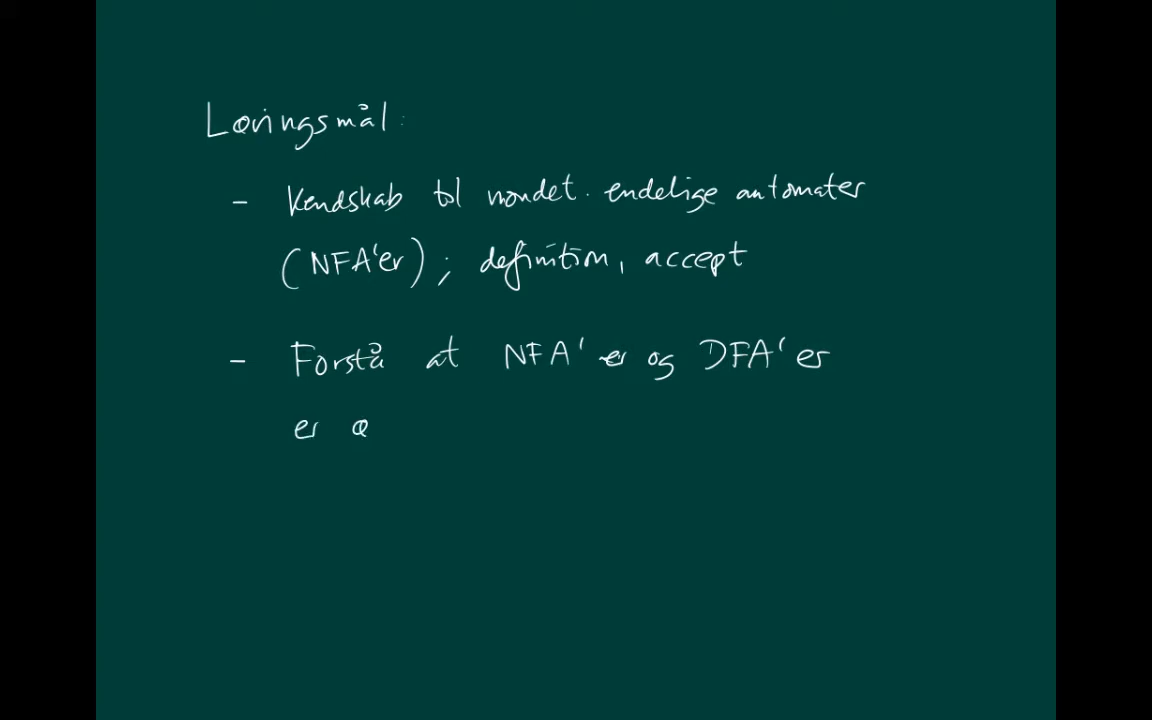 Læringsmål:
- Kendskab til nondet. endelige automater
(NFA'er); definition, accept
- Forstå at NFA'er og DFA'er
er æ